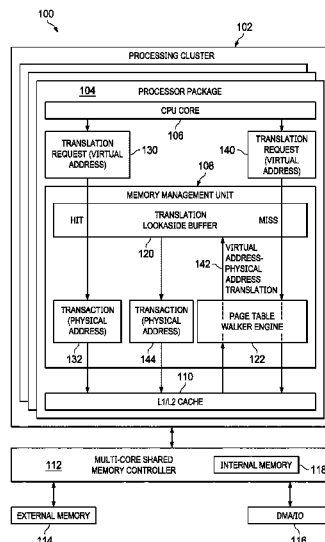 100
102
PROCESSING CLUSTER
104 PROCESSOR PACKAGE
CPU CORE
106
TRANSLATION
REQUEST (VIRTUAL
ADDRESS)
130
140
TRANSLATION
REQUEST (VIRTUAL
ADDRESS)
108
MEMORY MANAGEMENT UNIT
HIT
TRANSLATION
LOOKASIDE BUFFER
MISS
120
142
VIRTUAL
ADDRESS-
PHYSICAL
ADDRESS
TRANSLATION
TRANSACTION
(PHYSICAL
ADDRESS)
TRANSACTION
(PHYSICAL
ADDRESS)
PAGE TABLE
WALKER ENGINE
132
144
122
110
L1/L2 CACHE
112
MULTI-CORE SHARED
MEMORY CONTROLLER
INTERNAL MEMORY
118
EXTERNAL MEMORY
DMA/IO
114
116